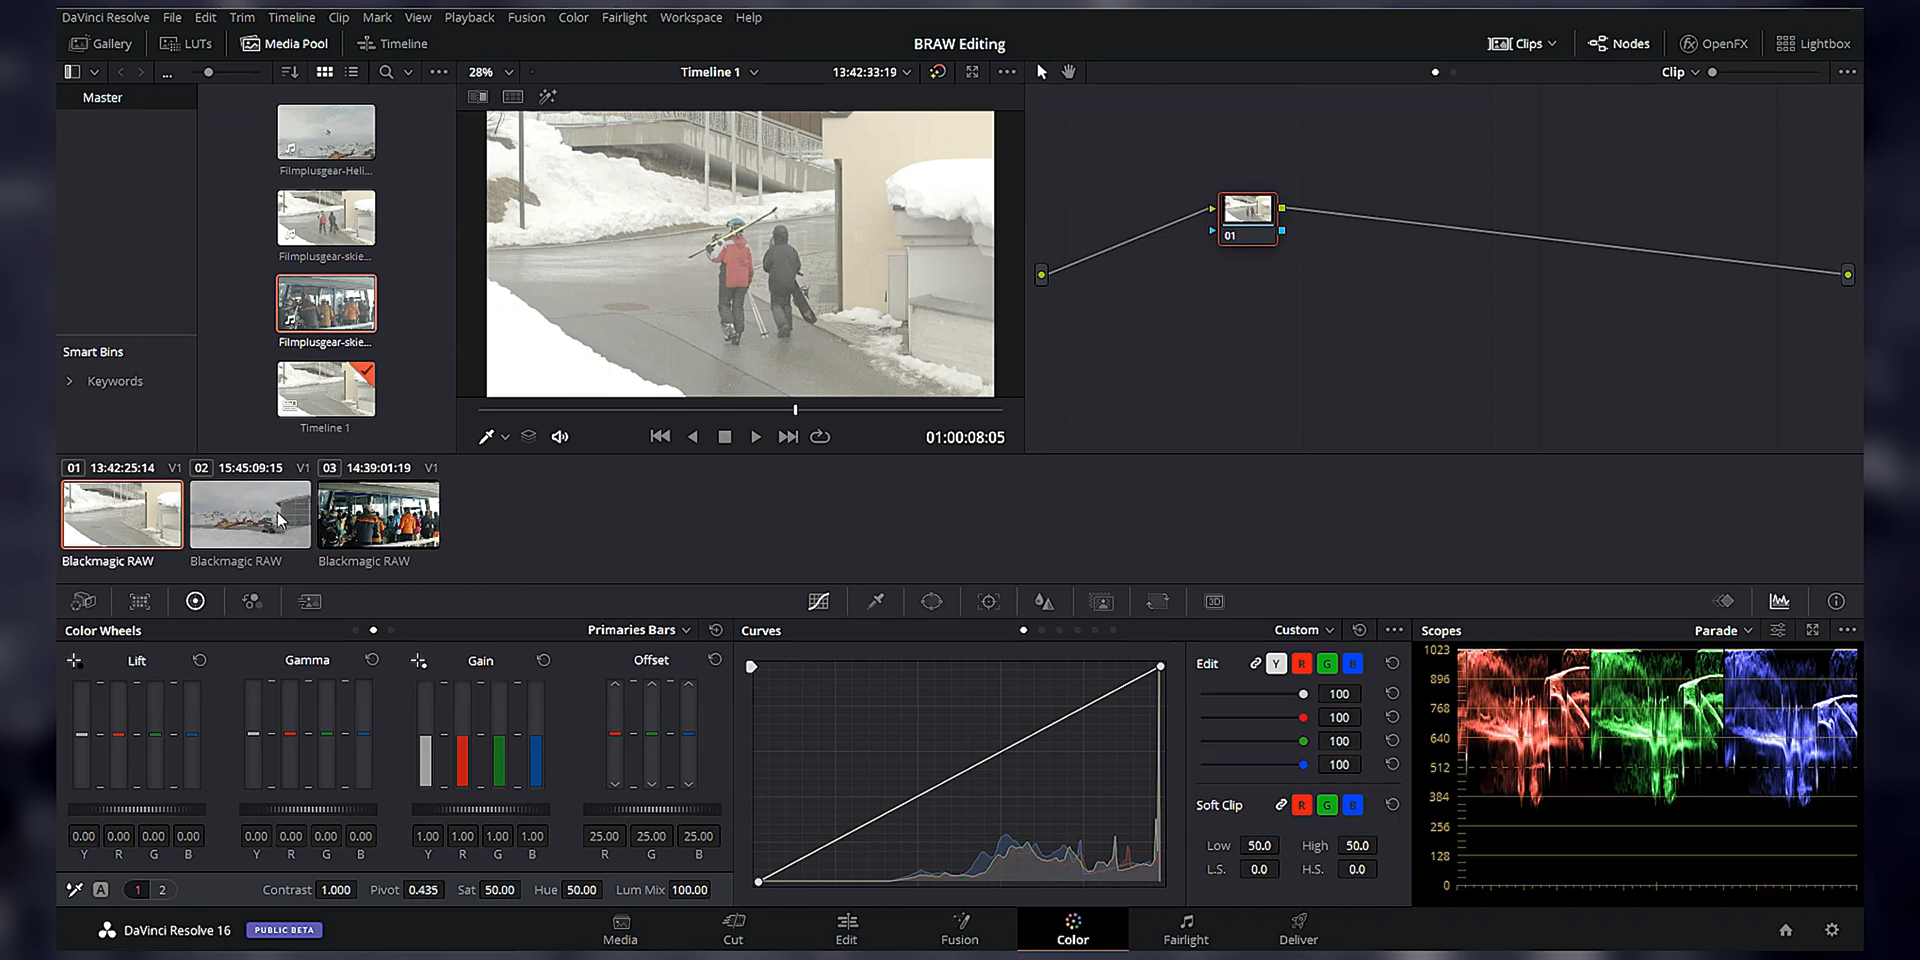 DaVinci Resolve File Edit Trim Timeline Clip Mark View Playback Fusion Color Fairlight Workspace Help
Gallery LUTs Media Pool Timeline BRAW Editing Clips Nodes OpenFX Lightbox
... 28% Timeline 1 13:42:33:19 Clip
Master
Filmplusgear-Heli...
Filmplusgear-skie...
Filmplusgear-skie...
Timeline 1
Smart Bins
Keywords
01
01:00:08:05
01 13:42:25:14 V1 02 15:45:09:15 V1 03 14:39:01:19 V1
Blackmagic RAW Blackmagic RAW Blackmagic RAW
3D
Color Wheels Primaries Bars Curves Custom Scopes Parade
Lift Gamma Gain Offset
Edit Y R G B
100
100
100
100
Soft Clip R G B
Low 50.0 High 50.0
L.S. 0.0 H.S. 0.0
1023
896
768
640
512
384
256
128
0
0.00 0.00 0.00 0.00 0.00 0.00 0.00 0.00 1.00 1.00 1.00 1.00 25.00 25.00 25.00
Y R G B Y R G B Y R G B R G B
A 1 2 Contrast 1.000 Pivot 0.435 Sat 50.00 Hue 50.00 Lum Mix 100.00
DaVinci Resolve 16 PUBLIC BETA Media Cut Edit Fusion Color Fairlight Deliver